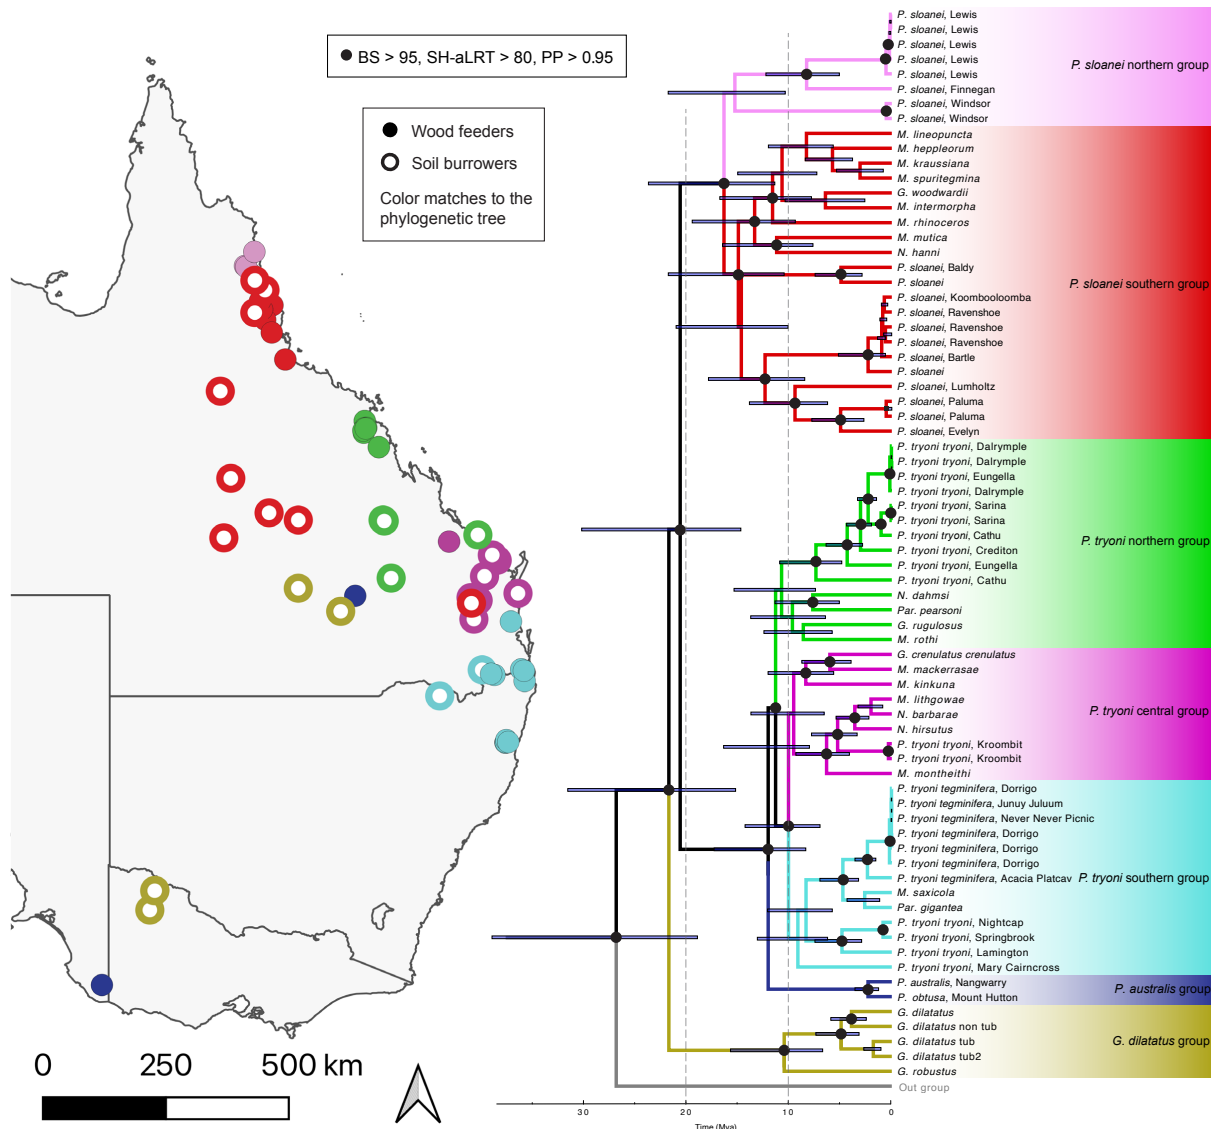 BS > 95, SH-aLRT > 80, PP > 0.95
Wood feeders
Soil burrowers
Color matches to the
phylogenetic tree
0 250 500 km
P. sloanei, Lewis
P. sloanei, Lewis
P. sloanei, Lewis
P. sloanei, Lewis
P. sloanei, Lewis
P. sloanei, Finnegan
P. sloanei, Windsor
P. sloanei, Windsor
P. sloanei northern group
M. lineopuncta
M. heppleorum
M. kraussiana
M. spuritegmina
G. woodwardii
M. intermorpha
M. rhinoceros
M. mutica
N. hanni
P. sloanei, Baldy
P. sloanei
P. sloanei, Koombooloomba
P. sloanei, Ravenshoe
P. sloanei, Ravenshoe
P. sloanei, Ravenshoe
P. sloanei, Bartle
P. sloanei
P. sloanei, Lumholtz
P. sloanei, Paluma
P. sloanei, Paluma
P. sloanei, Evelyn
P. sloanei southern group
P. tryoni tryoni, Dalrymple
P. tryoni tryoni, Dalrymple
P. tryoni tryoni, Eungella
P. tryoni tryoni, Dalrymple
P. tryoni tryoni, Sarina
P. tryoni tryoni, Sarina
P. tryoni tryoni, Cathu
P. tryoni tryoni, Crediton
P. tryoni tryoni, Eungella
P. tryoni tryoni, Cathu
N. dahmsi
Par. pearsoni
G. rugulosus
M. rothi
P. tryoni northern group
G. crenulatus crenulatus
M. mackerrasae
M. kinkuna
M. lithgowae
N. barbarae
N. hirsutus
P. tryoni tryoni, Kroombit
P. tryoni tryoni, Kroombit
M. montheithi
P. tryoni central group
P. tryoni tegminifera, Dorrigo
P. tryoni tegminifera, Junuy Juluum
P. tryoni tegminifera, Never Never Picnic
P. tryoni tegminifera, Dorrigo
P. tryoni tegminifera, Dorrigo
P. tryoni tegminifera, Dorrigo
P. tryoni tegminifera, Acacia Platcav
M. saxicola
Par. gigantea
P. tryoni tryoni, Nightcap
P. tryoni tryoni, Springbrook
P. tryoni tryoni, Lamington
P. tryoni tryoni, Mary Cairncross
P. tryoni southern group
P. australis, Nangwarry
P. obtusa, Mount Hutton
P. australis group
G. dilatatus
G. dilatatus non tub
G. dilatatus tub
G. dilatatus tub2
G. robustus
G. dilatatus group
Out group
30 20 10 0
Time (Mya)